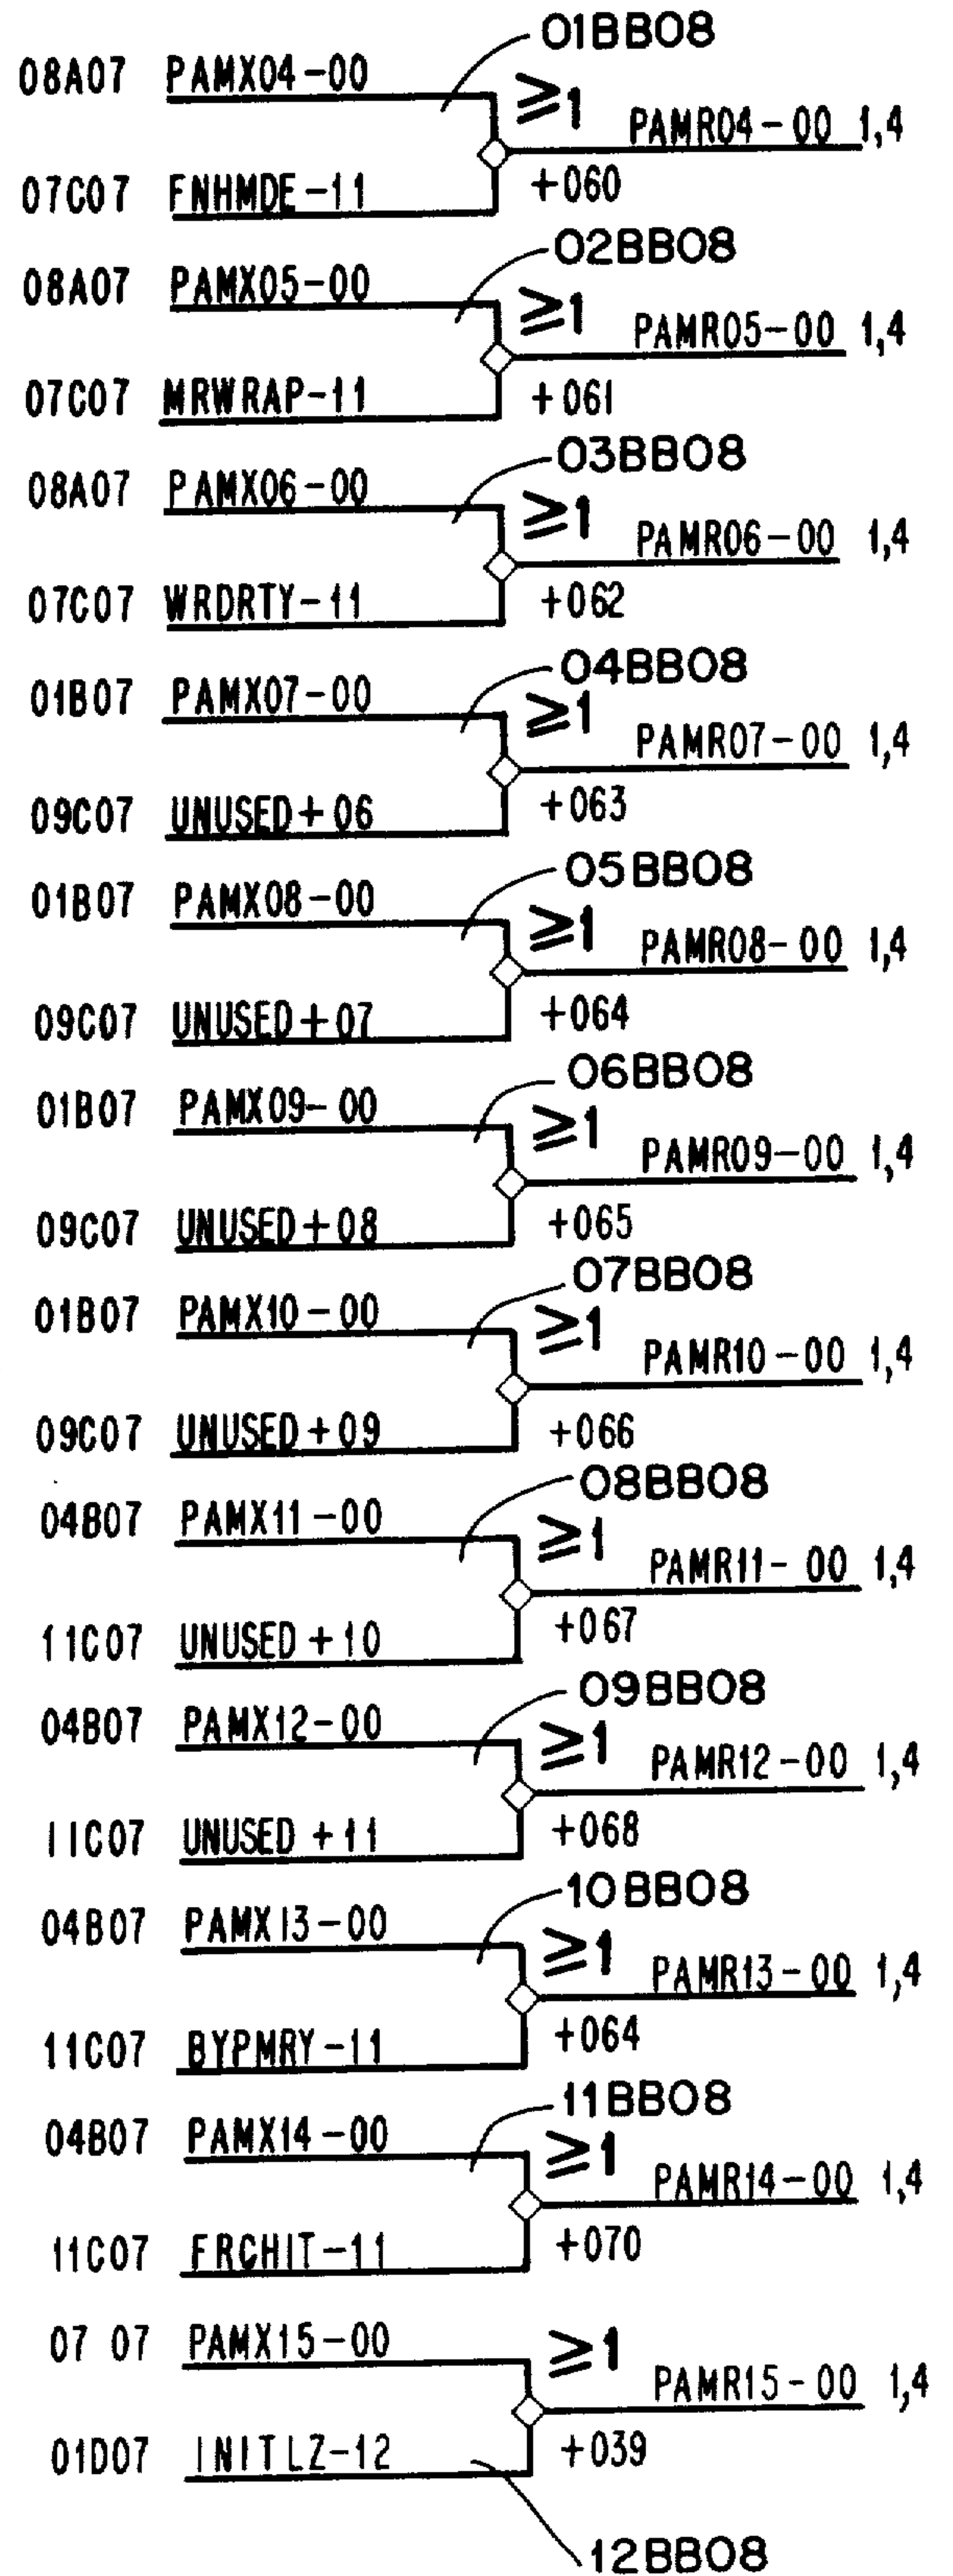 01BB08
08A07 PAMX04-00
≥1
PAMR04-00 1,4
07C07 FNHMDE-11
+060
02BB08
08A07 PAMX05-00
≥1
PAMR05-00 1,4
07C07 MRWRAP-11
+061
03BB08
08A07 PAMX06-00
≥1
PAMR06-00 1,4
07C07 WRDRTY-11
+062
04BB08
01B07 PAMX07-00
≥1
PAMR07-00 1,4
09C07 UNUSED+06
+063
05BB08
01B07 PAMX08-00
≥1
PAMR08-00 1,4
09C07 UNUSED+07
+064
06BB08
01B07 PAMX09-00
≥1
PAMR09-00 1,4
09C07 UNUSED+08
+065
07BB08
01B07 PAMX10-00
≥1
PAMR10-00 1,4
09C07 UNUSED+09
+066
08BB08
04B07 PAMX11-00
≥1
PAMR11-00 1,4
11C07 UNUSED+10
+067
09BB08
04B07 PAMX12-00
≥1
PAMR12-00 1,4
11C07 UNUSED+11
+068
10BB08
04B07 PAMX13-00
≥1
PAMR13-00 1,4
11C07 BYPMRY-11
+064
11BB08
04B07 PAMX14-00
≥1
PAMR14-00 1,4
11C07 FRCHIT-11
+070
07 07 PAMX15-00
≥1
PAMR15-00 1,4
01D07 INITLZ-12
+039
12BB08